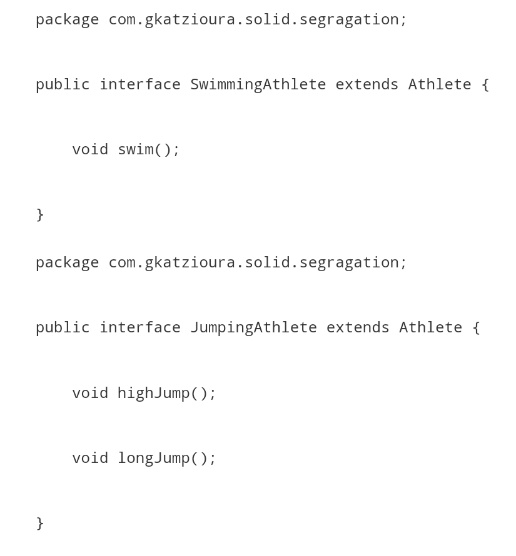 package com.gkatzioura.solid.segragation;
public interface SwimmingAthlete extends Athlete {
void swim();
}
package com.gkatzioura.solid.segragation;
public interface JumpingAthlete extends Athlete {
void highJump();
void longJump();
}